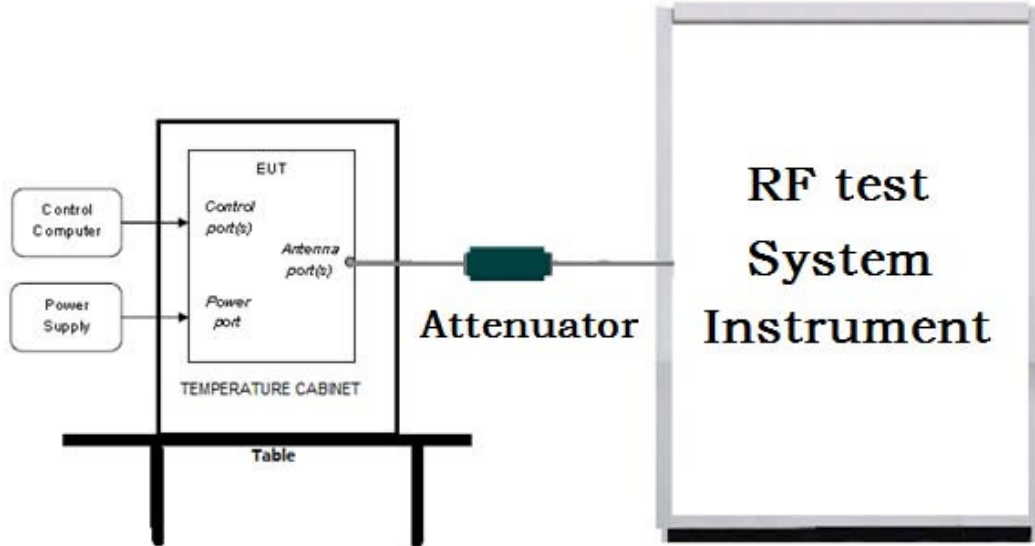 Control
Computer
Power
Supply
EUT
Control
port(s)
Antenna
port(s)
Power
port
TEMPERATURE CABINET
Table
Attenuator
RF test
System
Instrument